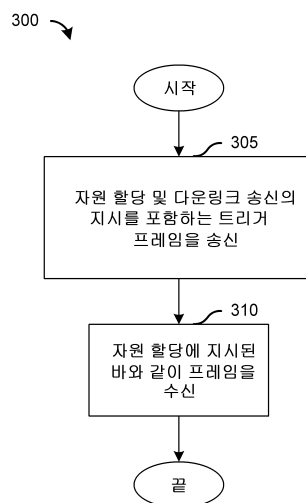 300
시작
305
자원 할당 및 다운링크 송신의
지시를 포함하는 트리거
프레임을 송신
310
자원 할당에 지시된
바와 같이 프레임을
수신
끝